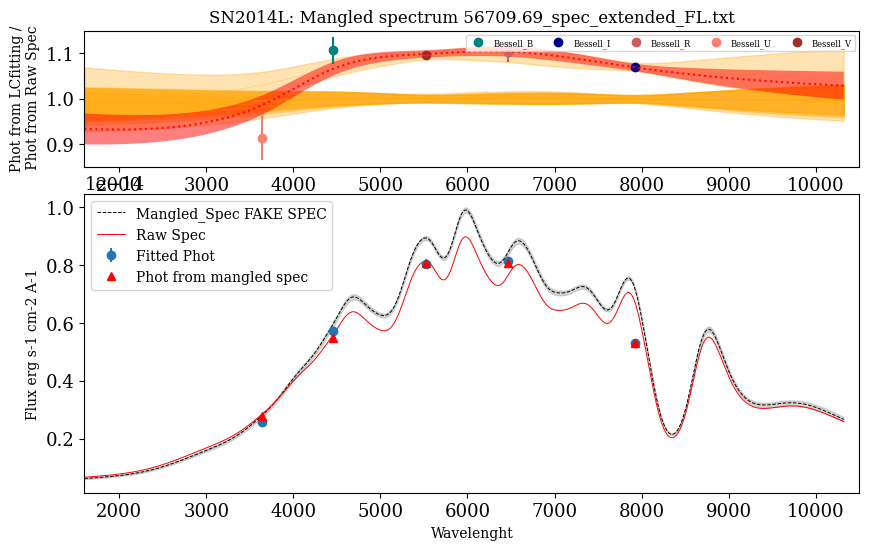 SN2014L: Mangled spectrum 56709.69_spec_extended_FL.txt
Phot from LCfitting /
Phot from Raw Spec
1.1
1.0
0.9
Bessell_B Bessell_I Bessell_R Bessell_U Bessell_V
2000 3000 4000 5000 6000 7000 8000 9000 10000
1e−14
Flux erg s-1 cm-2 A-1
1.0
0.8
0.6
0.4
0.2
Mangled_Spec FAKE SPEC
Raw Spec
Fitted Phot
Phot from mangled spec
2000 3000 4000 5000 6000 7000 8000 9000 10000
Wavelenght